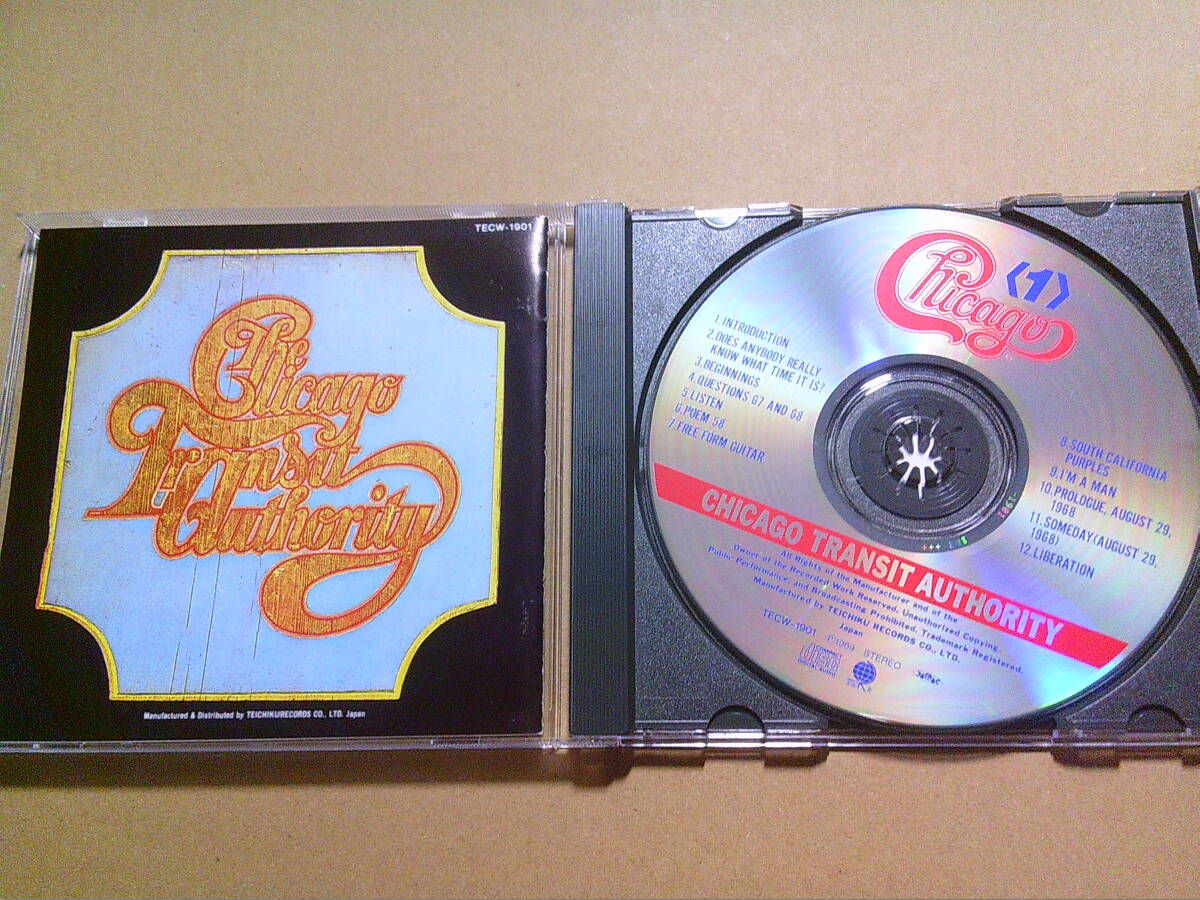 TECW-1901
The
Chicago
Transit
Authority
Manufactured & Distributed by TEICHIKURECORDS CO., LTD. Japan
Chicago
《1》
1.INTRODUCTION
2.DOES ANYBODY REALLY
KNOW WHAT TIME IT IS?
3.BEGINNINGS
4.QUESTIONS 67 AND 68
5.LISTEN
6.POEM 58
7.FREE FORM GUITAR
8.SOUTH CALIFORNIA
PURPLES
9.I'M A MAN
10.PROLOGUE, AUGUST 29,
1968
11.SOMEDAY(AUGUST 29,
1968)
12.LIBERATION
CHICAGO TRANSIT AUTHORITY
All Rights of the Manufacturer and of the
Owner of the Recorded Work Reserved. Unauthorized Copying.
Public Performance, and Broadcasting Prohibited. Trademark Registered.
Manufactured by TEICHIKU RECORDS CO., LTD.
Japan
TECW-1901 ℗1969 STEREO
COMPACT
disc
DIGITAL AUDIO